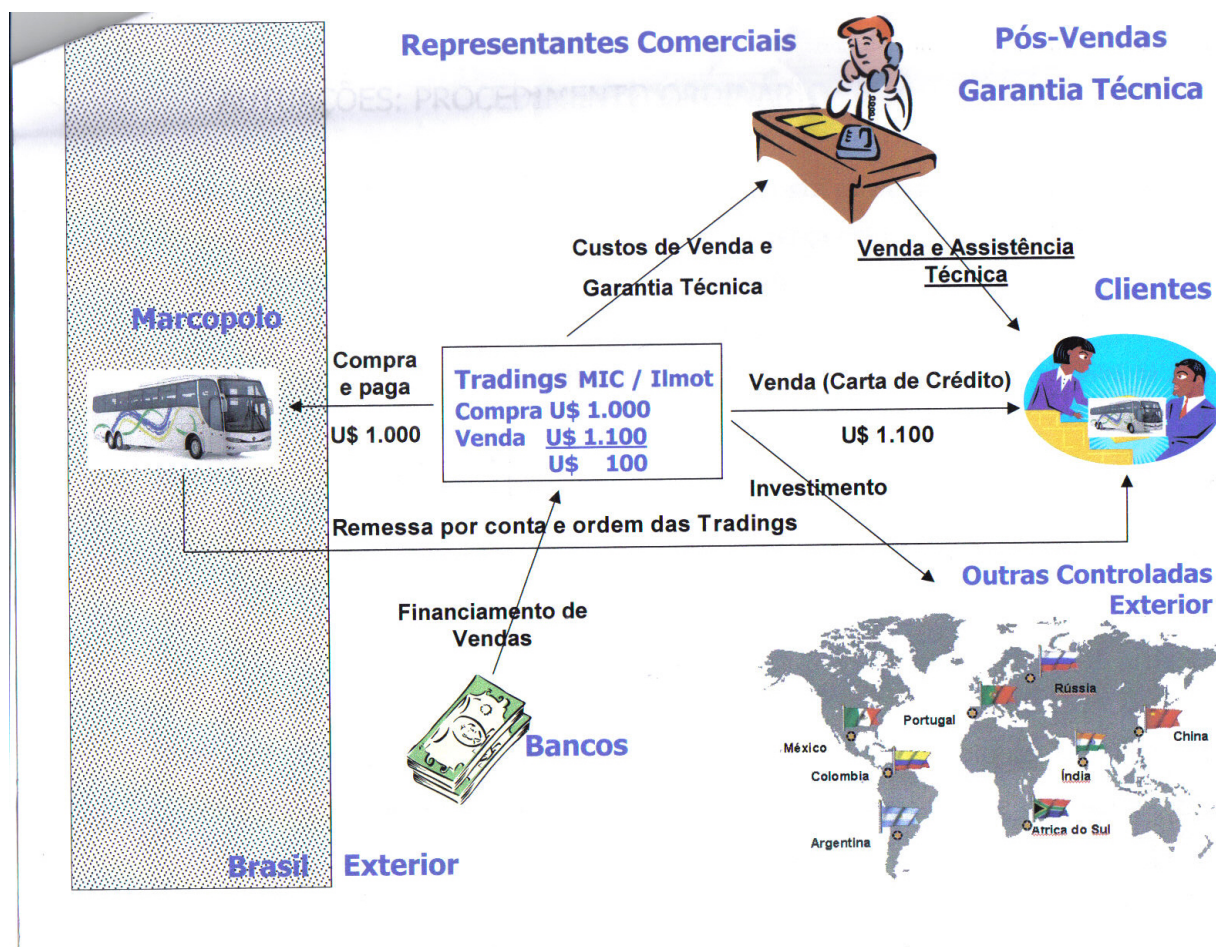 Representantes Comerciais
Pós-Vendas
Garantia Técnica
ÇÕES: PROCEDIMENTO
Custos de Venda e
Garantia Técnica
Venda e Assistência
Técnica
Clientes
Marcopolo
Compra
e paga
U$ 1.000
Tradings MIC / Ilmot
Compra U$ 1.000
Venda U$ 1.100
U$ 100
Venda (Carta de Crédito)
U$ 1.100
Investimento
Remessa por conta e ordem das Tradings
Outras Controladas
Exterior
Financiamento de
Vendas
Bancos
Rússia
Portugal
China
México
Colombia
Índia
Africa do Sul
Argentina
Brasil
Exterior